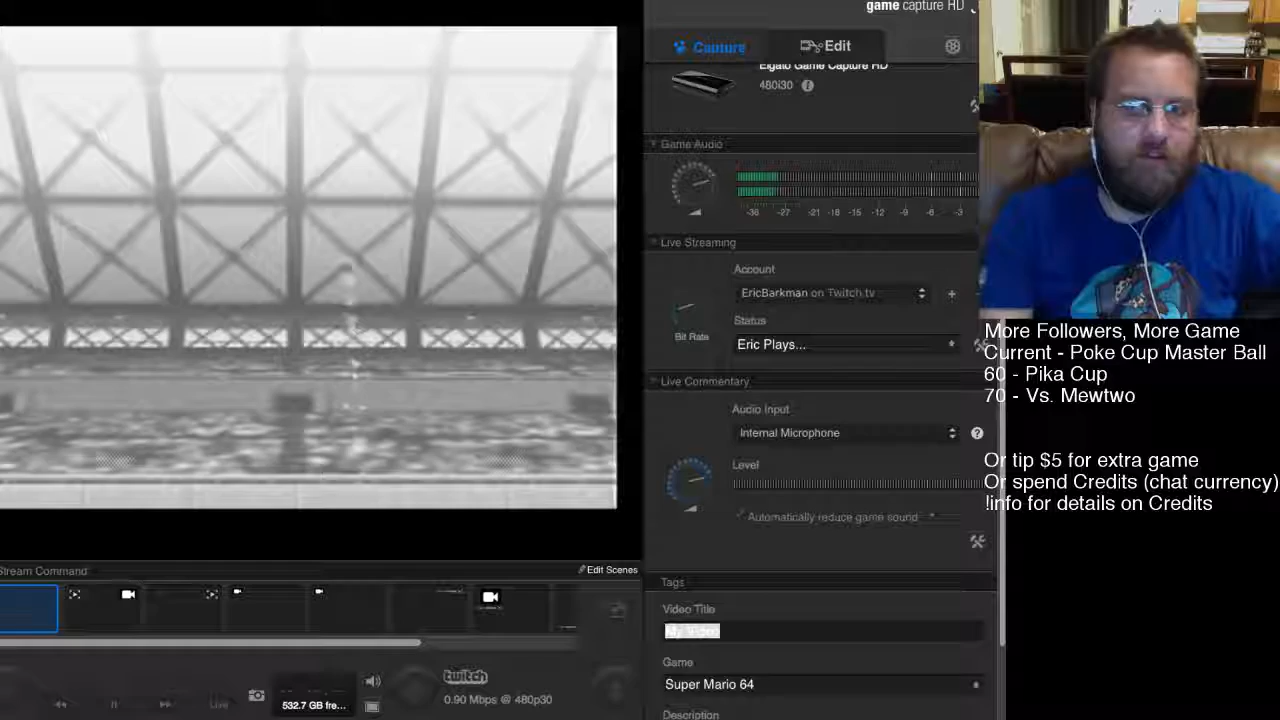 game capture HD
Capture
Edit
Elgato Game Capture HD
480i30
Game Audio
-36 -27 -21 -18 -15 -12 -9 -6 -3
Live Streaming
Account
EricBarkman on Twitch.tv
Bit Rate
Status
Eric Plays...
Live Commentary
Audio Input
Internal Microphone
Level
Automatically reduce game sound
Stream Command
Edit Scenes
Tags
Video Title
Game
Super Mario 64
Description
Live
532.7 GB fre...
twitch
0.90 Mbps @ 480p30
More Followers, More Game
Current - Poke Cup Master Ball
60 - Pika Cup
70 - Vs. Mewtwo
Or tip $5 for extra game
Or spend Credits (chat currency)
!info for details on Credits